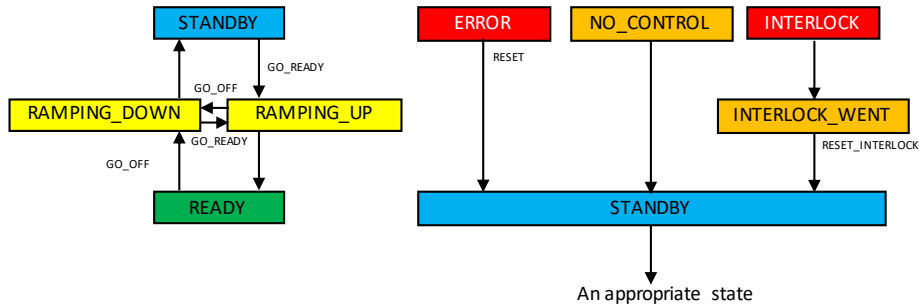 STANDBY
GO_READY
GO_OFF
RAMPING_DOWN
RAMPING_UP
GO_READY
GO_OFF
READY
ERROR
NO_CONTROL
INTERLOCK
RESET
INTERLOCK_WENT
RESET_INTERLOCK
STANDBY
An appropriate state